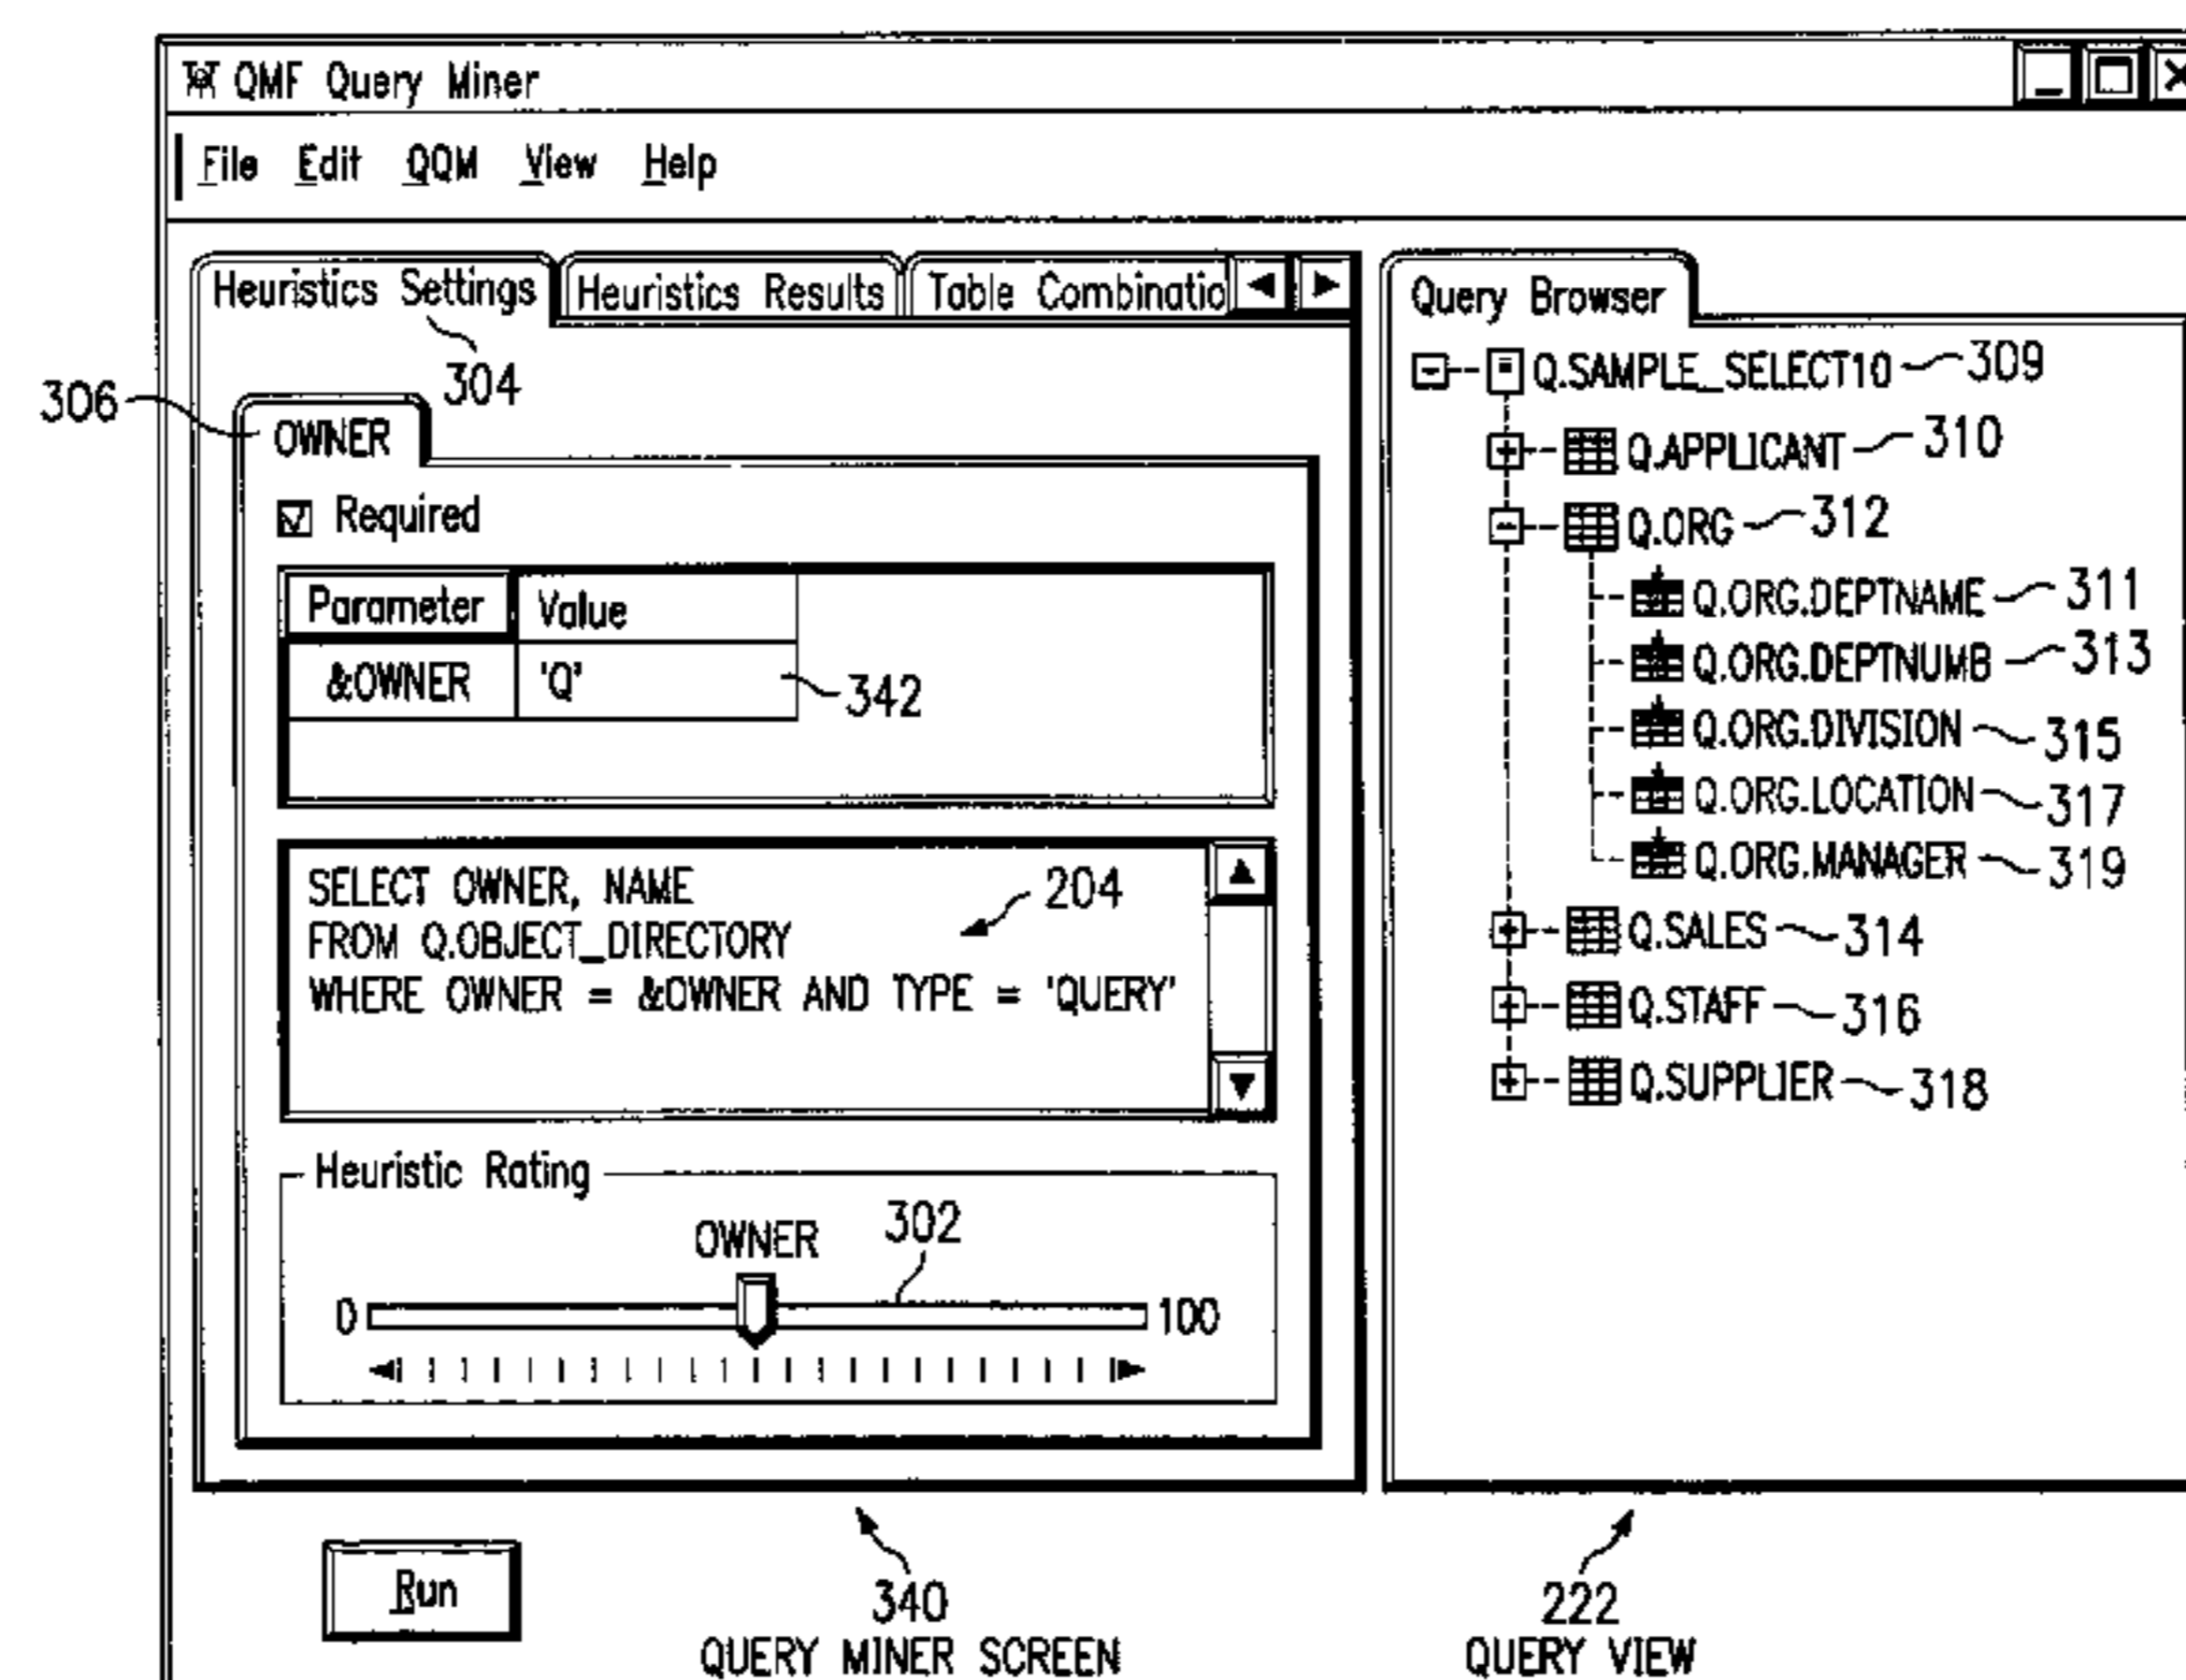 QMF Query Miner
File Edit QQM View Help
Heuristics Settings Heuristics Results Table Combinatio
304
306
OWNER
Required
Parameter Value
&OWNER 'Q' 342
SELECT OWNER, NAME 204
FROM Q.OBJECT_DIRECTORY
WHERE OWNER = &OWNER AND TYPE = 'QUERY'
Heuristic Rating
OWNER 302
0 100
Run
340
QUERY MINER SCREEN
Query Browser
Q.SAMPLE_SELECT10 309
Q.APPLICANT 310
Q.ORG 312
Q.ORG.DEPTNAME 311
Q.ORG.DEPTNUMB 313
Q.ORG.DIVISION 315
Q.ORG.LOCATION 317
Q.ORG.MANAGER 319
Q.SALES 314
Q.STAFF 316
Q.SUPPLIER 318
222
QUERY VIEW